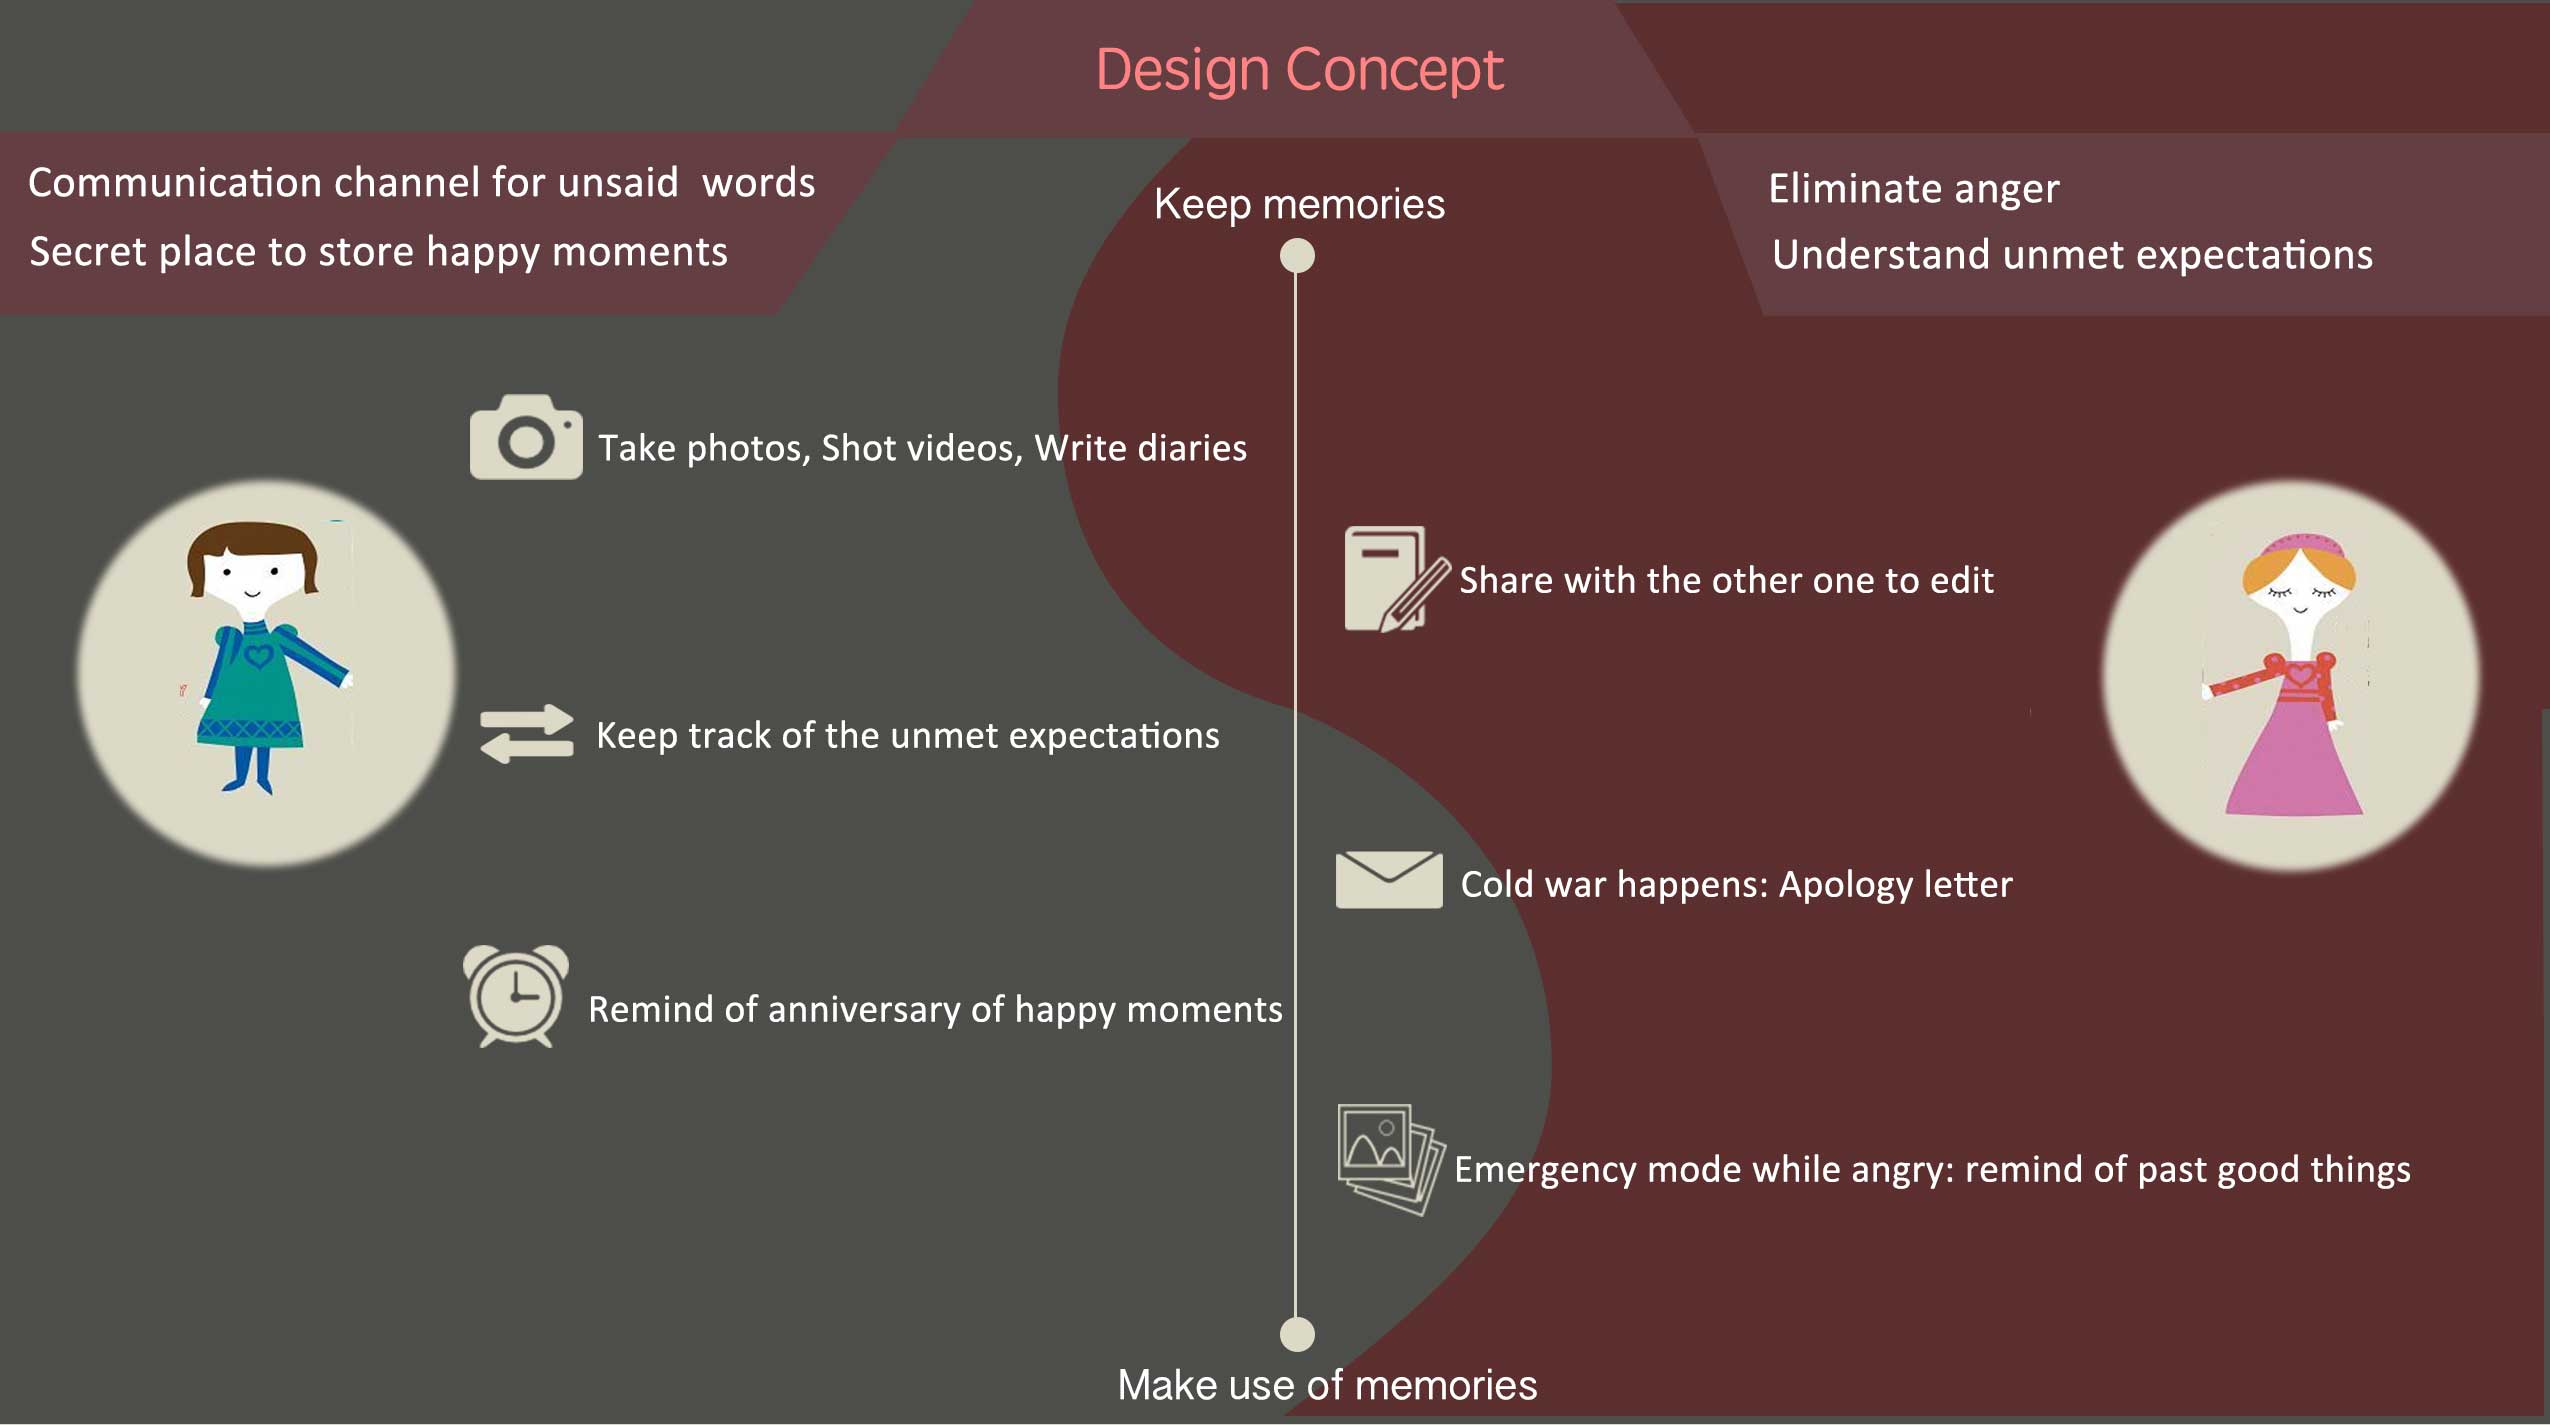 Design Concept
Communication channel for unsaid words
Secret place to store happy moments
Eliminate anger
Understand unmet expectations
Keep memories
Take photos, Shot videos, Write diaries
Share with the other one to edit
Keep track of the unmet expectations
Cold war happens: Apology letter
Remind of anniversary of happy moments
Emergency mode while angry: remind of past good things
Make use of memories